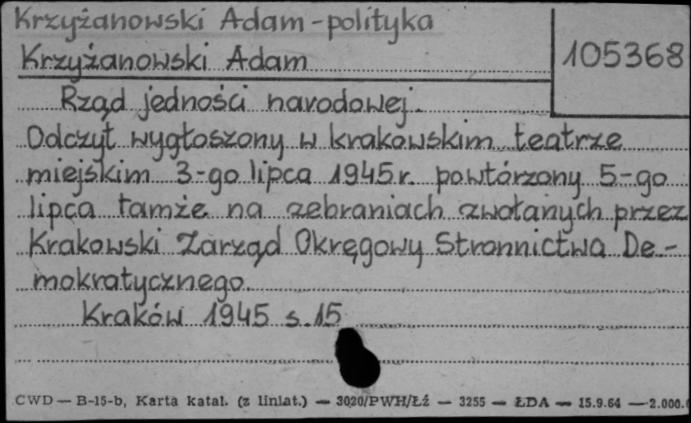 Krzyżanowski Adam - polityka
Krzyżanowski Adam
105368
Rząd jedności narodowej.
Odczyt wygłoszony w krakowskim teatrze
miejskim 3-go lipca 1945 r. powtórzony 5-go
lipca tamże na zebraniach zwołanych przez
Krakowski Zarząd Okręgowy Stronnictwa De-
mokratycznego.
Kraków 1945 s. 15
CWD — B-15-b, Karta katal. (z liniat.) — 3020/PWH/Łź — 3255 — ŁDA — 15.9.64 — 2.000.